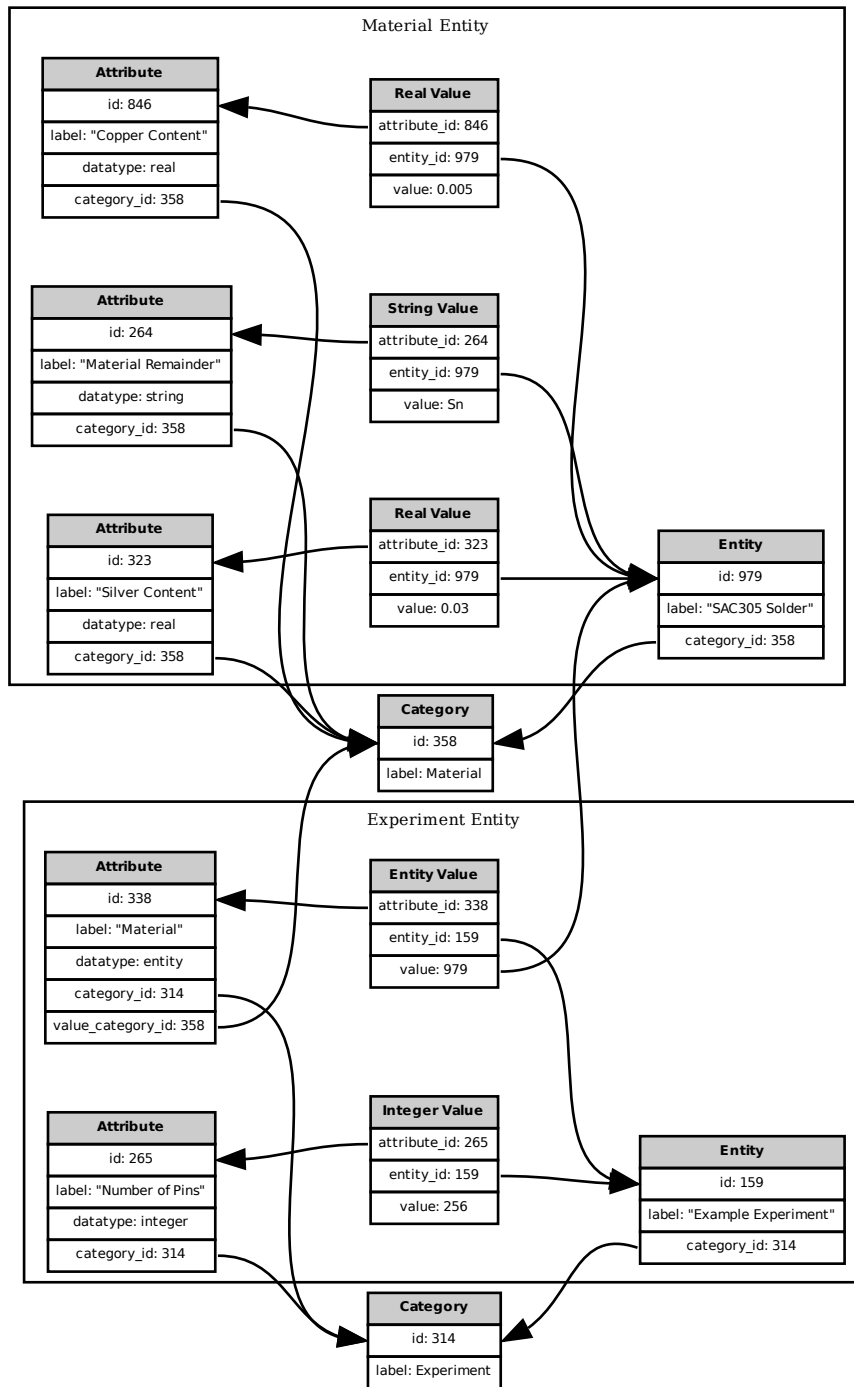 Material Entity
Attribute
id: 846
label: "Copper Content"
datatype: real
category_id: 358
Real Value
attribute_id: 846
entity_id: 979
value: 0.005
Attribute
id: 264
label: "Material Remainder"
datatype: string
category_id: 358
String Value
attribute_id: 264
entity_id: 979
value: Sn
Attribute
id: 323
label: "Silver Content"
datatype: real
category_id: 358
Real Value
attribute_id: 323
entity_id: 979
value: 0.03
Entity
id: 979
label: "SAC305 Solder"
category_id: 358
Category
id: 358
label: Material
Experiment Entity
Attribute
id: 338
label: "Material"
datatype: entity
category_id: 314
value_category_id: 358
Entity Value
attribute_id: 338
entity_id: 159
value: 979
Attribute
id: 265
label: "Number of Pins"
datatype: integer
category_id: 314
Integer Value
attribute_id: 265
entity_id: 159
value: 256
Entity
id: 159
label: "Example Experiment"
category_id: 314
Category
id: 314
label: Experiment